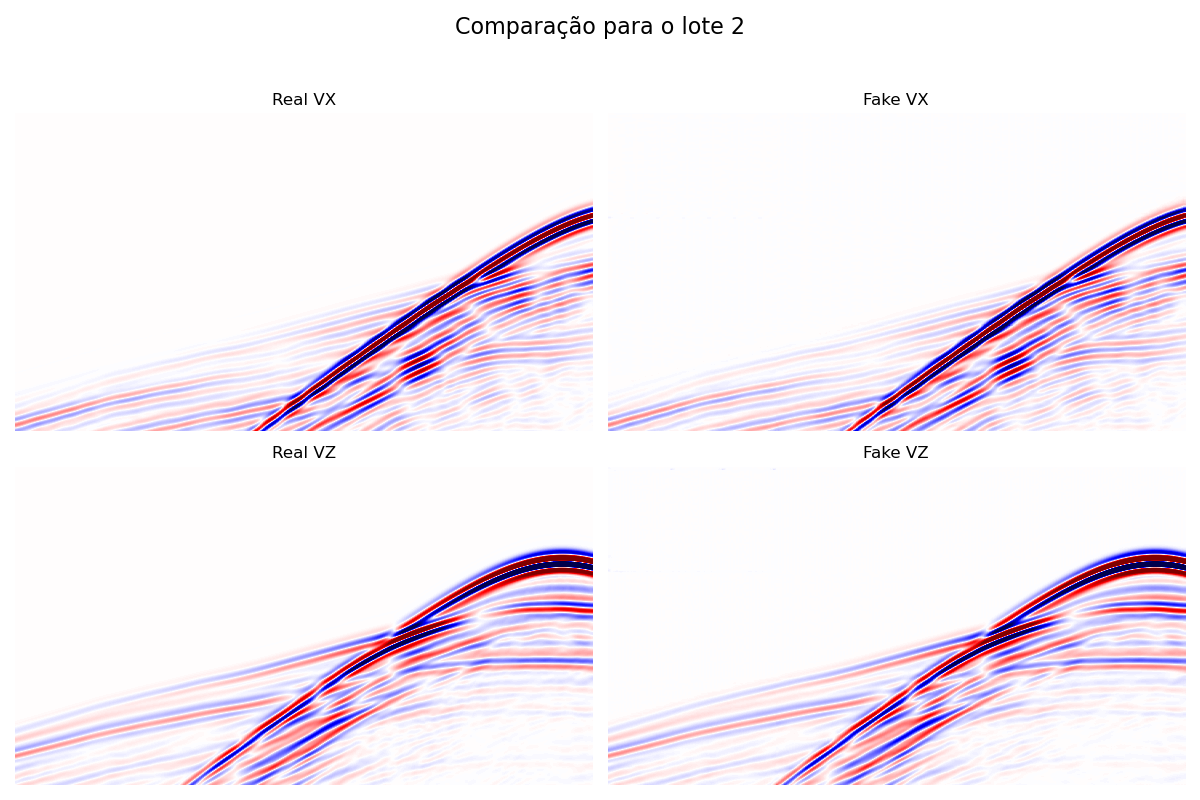 Comparação para o lote 2
Real VX
Fake VX
Real VZ
Fake VZ